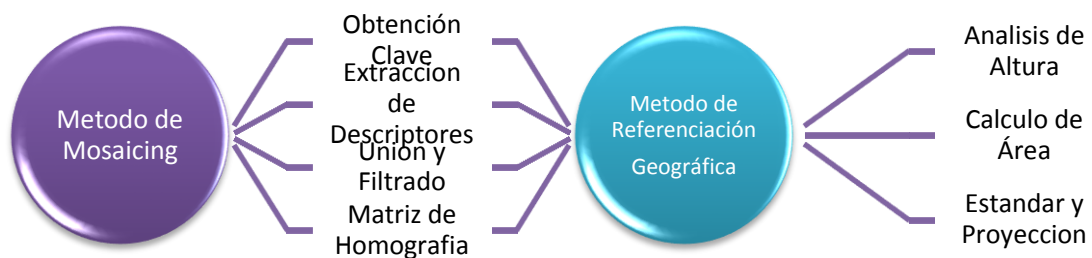 Metodo de
Mosaicing
Obtención
Clave
Extraccion
de
Descriptores
Unión y
Filtrado
Matriz de
Homografia
Metodo de
Referenciación
Geográfica
Analisis de
Altura
Calculo de
Área
Estandar y
Proyeccion